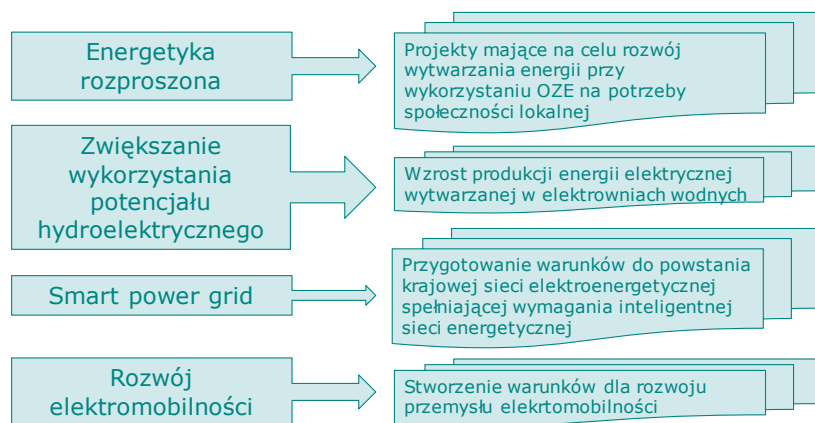 Energetyka
rozproszona
Projekty mające na celu rozwój
wytwarzania energii przy
wykorzystaniu OZE na potrzeby
społeczności lokalnej
Zwiększanie
wykorzystania
potencjału
hydroelektrycznego
Wzrost produkcji energii elektrycznej
wytwarzanej w elektrowniach wodnych
Smart power grid
Przygotowanie warunków do powstania
krajowej sieci elektroenergetycznej
spełniającej wymagania inteligentnej
sieci energetycznej
Rozwój
elektromobilności
Stworzenie warunków dla rozwoju
przemysłu elekrtomobilności